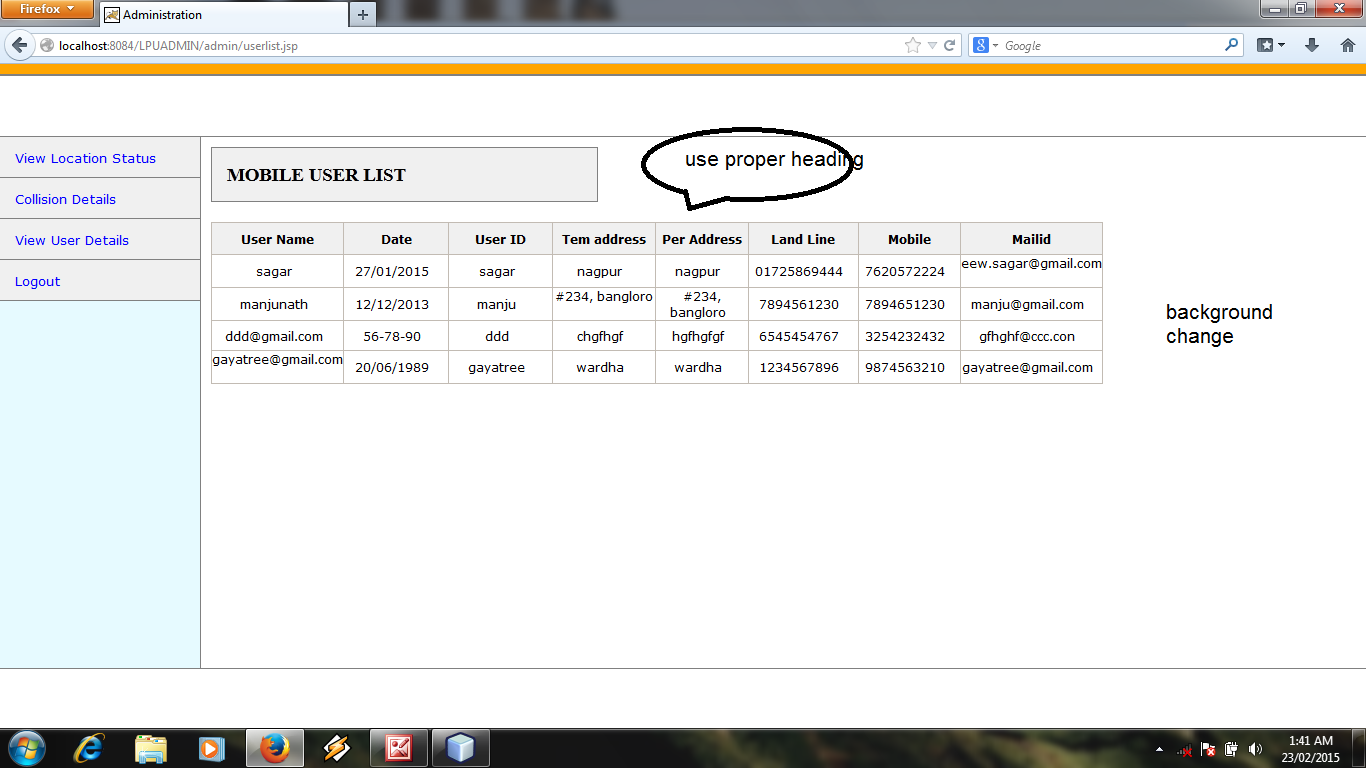 Firefox
Administration
localhost:8084/LPUADMIN/admin/userlist.jsp
Google
View Location Status
Collision Details
View User Details
Logout
MOBILE USER LIST
use proper heading
User Name Date User ID Tem address Per Address Land Line Mobile Mailid
sagar 27/01/2015 sagar nagpur nagpur 01725869444 7620572224 eew.sagar@gmail.com
manjunath 12/12/2013 manju #234, bangloro #234, bangloro 7894561230 7894651230 manju@gmail.com
ddd@gmail.com 56-78-90 ddd chgfhgf hgfhgfgf 6545454767 3254232432 gfhghf@ccc.con
gayatree@gmail.com 20/06/1989 gayatree wardha wardha 1234567896 9874563210 gayatree@gmail.com
background
change
1:41 AM
23/02/2015